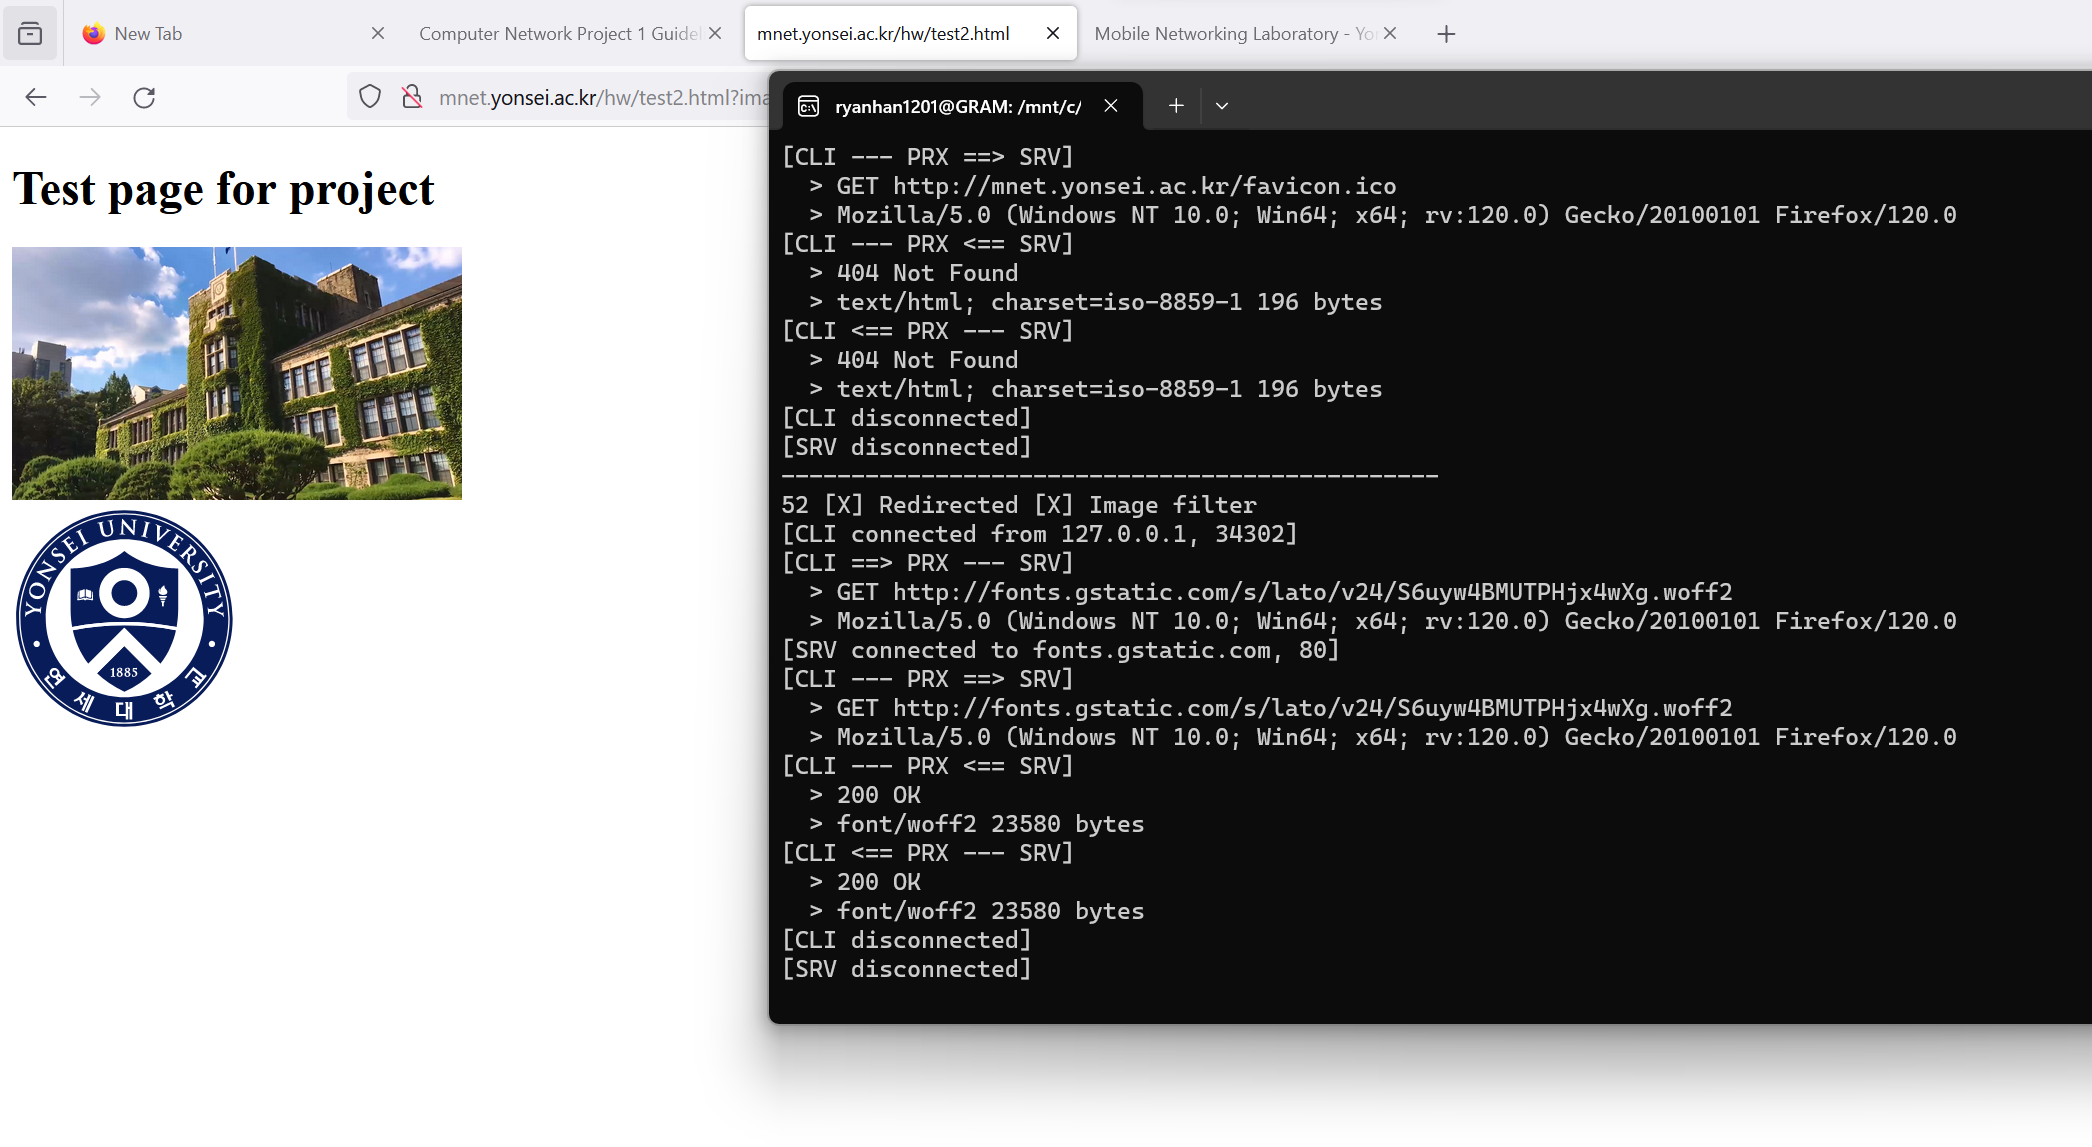 New Tab
Computer Network Project 1 Guidel
mnet.yonsei.ac.kr/hw/test2.html
Mobile Networking Laboratory - Yo
mnet.yonsei.ac.kr/hw/test2.html?ima
Test page for project
YONSEI UNIVERSITY
1885
연세대학교
ryanhan1201@GRAM: /mnt/c/
[CLI --- PRX ==> SRV]
> GET http://mnet.yonsei.ac.kr/favicon.ico
> Mozilla/5.0 (Windows NT 10.0; Win64; x64; rv:120.0) Gecko/20100101 Firefox/120.0
[CLI --- PRX <== SRV]
> 404 Not Found
> text/html; charset=iso-8859-1 196 bytes
[CLI <== PRX --- SRV]
> 404 Not Found
> text/html; charset=iso-8859-1 196 bytes
[CLI disconnected]
[SRV disconnected]
-----------------------------------------------
52 [X] Redirected [X] Image filter
[CLI connected from 127.0.0.1, 34302]
[CLI ==> PRX --- SRV]
> GET http://fonts.gstatic.com/s/lato/v24/S6uyw4BMUTPHjx4wXg.woff2
> Mozilla/5.0 (Windows NT 10.0; Win64; x64; rv:120.0) Gecko/20100101 Firefox/120.0
[SRV connected to fonts.gstatic.com, 80]
[CLI --- PRX ==> SRV]
> GET http://fonts.gstatic.com/s/lato/v24/S6uyw4BMUTPHjx4wXg.woff2
> Mozilla/5.0 (Windows NT 10.0; Win64; x64; rv:120.0) Gecko/20100101 Firefox/120.0
[CLI --- PRX <== SRV]
> 200 OK
> font/woff2 23580 bytes
[CLI <== PRX --- SRV]
> 200 OK
> font/woff2 23580 bytes
[CLI disconnected]
[SRV disconnected]